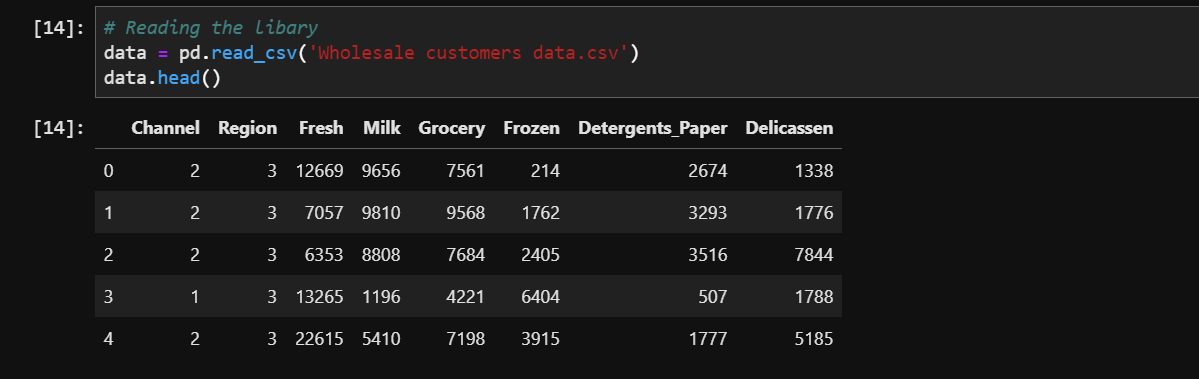 [14]: # Reading the libary
data = pd.read_csv('Wholesale customers data.csv')
data.head()
[14]: Channel Region Fresh Milk Grocery Frozen Detergents_Paper Delicassen
0 2 3 12669 9656 7561 214 2674 1338
1 2 3 7057 9810 9568 1762 3293 1776
2 2 3 6353 8808 7684 2405 3516 7844
3 1 3 13265 1196 4221 6404 507 1788
4 2 3 22615 5410 7198 3915 1777 5185